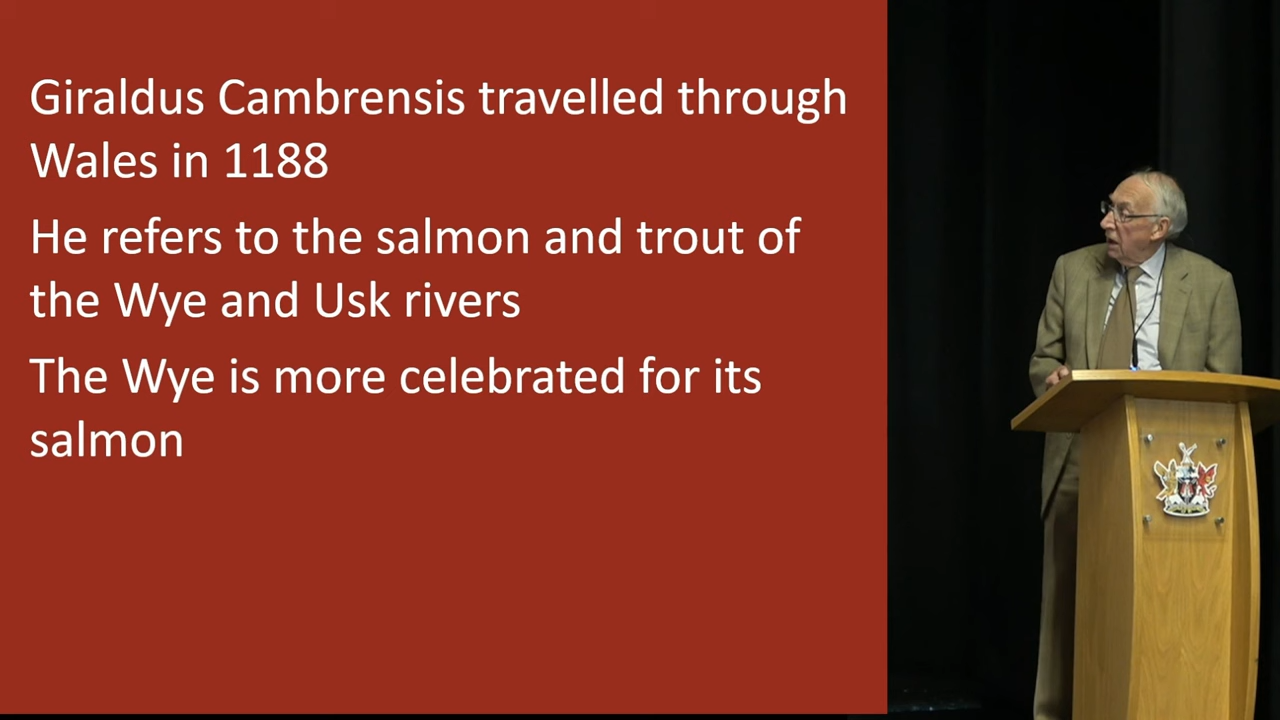 Giraldus Cambrensis travelled through
Wales in 1188
He refers to the salmon and trout of
the Wye and Usk rivers
The Wye is more celebrated for its
salmon